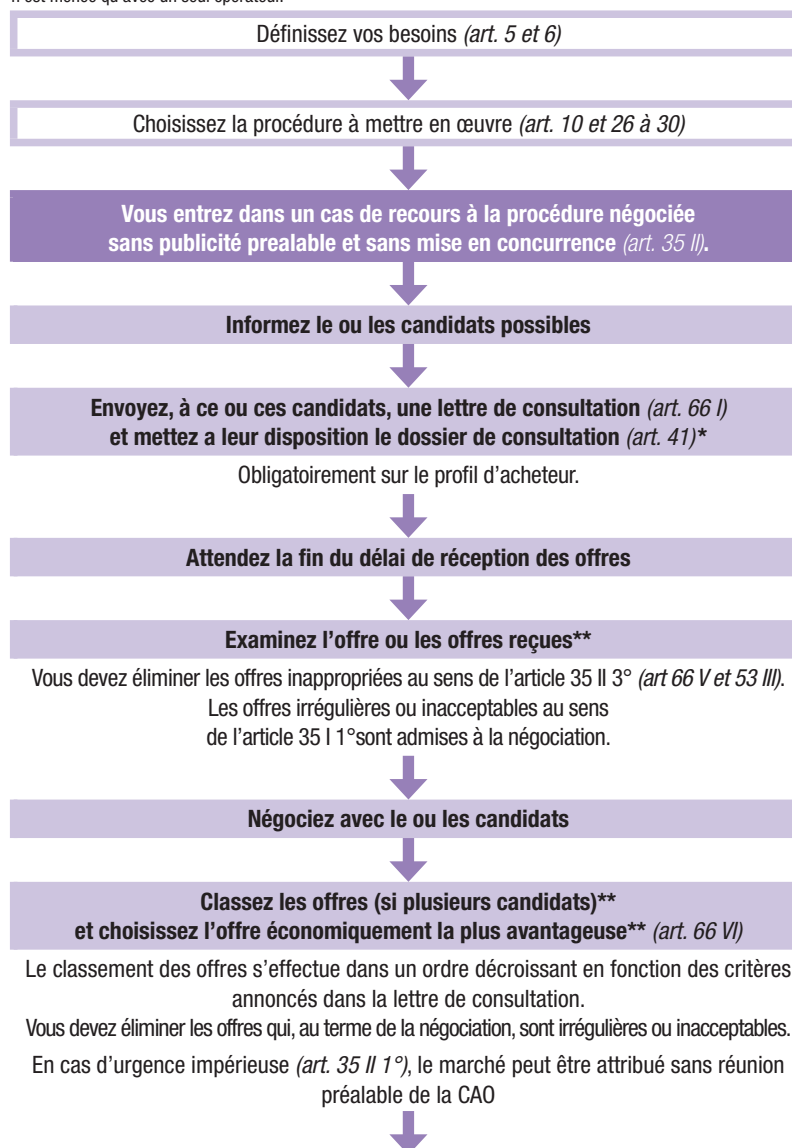 n'est menée qu'avec un seul opérateur.
Définissez vos besoins (art. 5 et 6)
Choisissez la procédure à mettre en œuvre (art. 10 et 26 à 30)
Vous entrez dans un cas de recours à la procédure négociée
sans publicité prealable et sans mise en concurrence (art. 35 II).
Informez le ou les candidats possibles
Envoyez, à ce ou ces candidats, une lettre de consultation (art. 66 I)
et mettez a leur disposition le dossier de consultation (art. 41)*
Obligatoirement sur le profil d'acheteur.
Attendez la fin du délai de réception des offres
Examinez l'offre ou les offres reçues**
Vous devez éliminer les offres inappropriées au sens de l'article 35 II 3° (art 66 V et 53 III).
Les offres irrégulières ou inacceptables au sens
de l'article 35 I 1°sont admises à la négociation.
Négociez avec le ou les candidats
Classez les offres (si plusieurs candidats)**
et choisissez l'offre économiquement la plus avantageuse** (art. 66 VI)
Le classement des offres s'effectue dans un ordre décroissant en fonction des critères
annoncés dans la lettre de consultation.
Vous devez éliminer les offres qui, au terme de la négociation, sont irrégulières ou inacceptables.
En cas d'urgence impérieuse (art. 35 II 1°), le marché peut être attribué sans réunion
préalable de la CAO